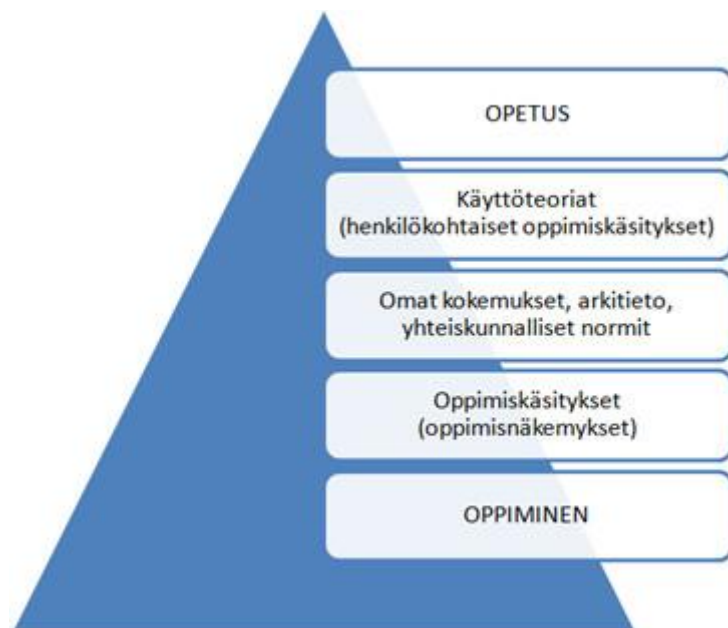 OPETUS
Käyttöteoriat
(henkilökohtaiset oppimiskäsitykset)
Omat kokemukset, arkitieto,
yhteiskunnalliset normit
Oppimiskäsitykset
(oppimisnäkemykset)
OPPIMINEN